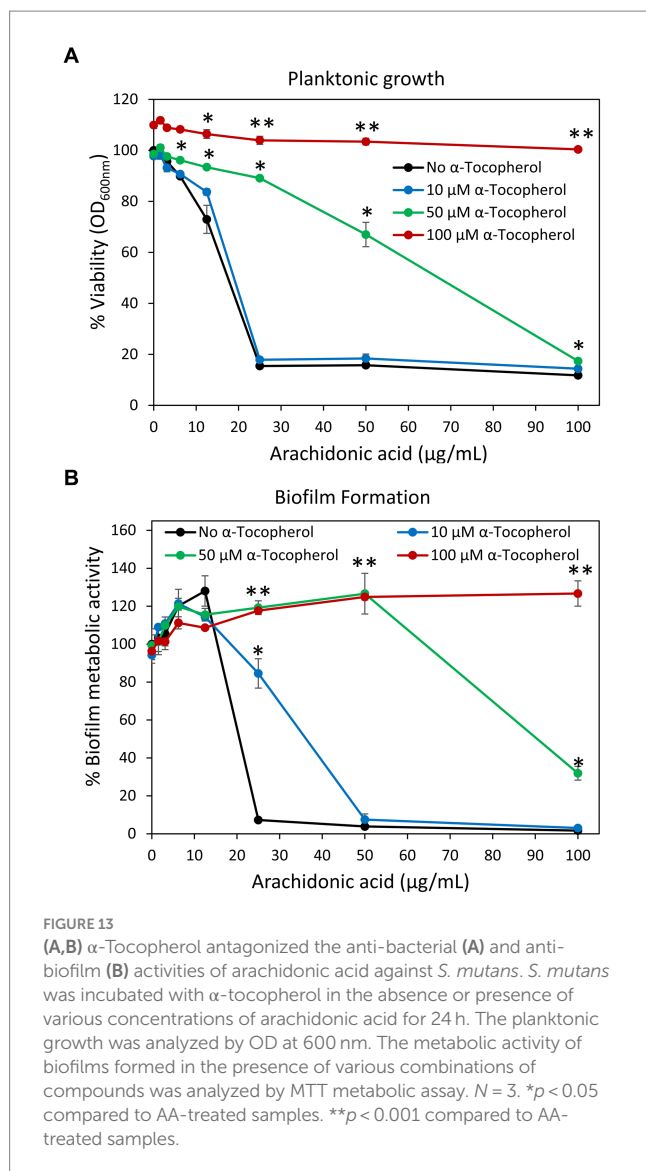 A
Planktonic growth
120
100
80
60
40
20
0
% Viability (OD600nm)
* ** ** **
* * *
*
*
No α-Tocopherol
10 µM α-Tocopherol
50 µM α-Tocopherol
100 µM α-Tocopherol
0 10 20 30 40 50 60 70 80 90 100
Arachidonic acid (µg/mL)
B
Biofilm Formation
160
140
120
100
80
60
40
20
0
% Biofilm metabolic activity
No α-Tocopherol 10 µM α-Tocopherol
50 µM α-Tocopherol 100 µM α-Tocopherol
** ** **
*
*
0 10 20 30 40 50 60 70 80 90 100
Arachidonic acid (µg/mL)
FIGURE 13
(A,B) α-Tocopherol antagonized the anti-bacterial (A) and anti-
biofilm (B) activities of arachidonic acid against S. mutans. S. mutans
was incubated with α-tocopherol in the absence or presence of
various concentrations of arachidonic acid for 24 h. The planktonic
growth was analyzed by OD at 600 nm. The metabolic activity of
biofilms formed in the presence of various combinations of
compounds was analyzed by MTT metabolic assay. N = 3. *p < 0.05
compared to AA-treated samples. **p < 0.001 compared to AA-
treated samples.